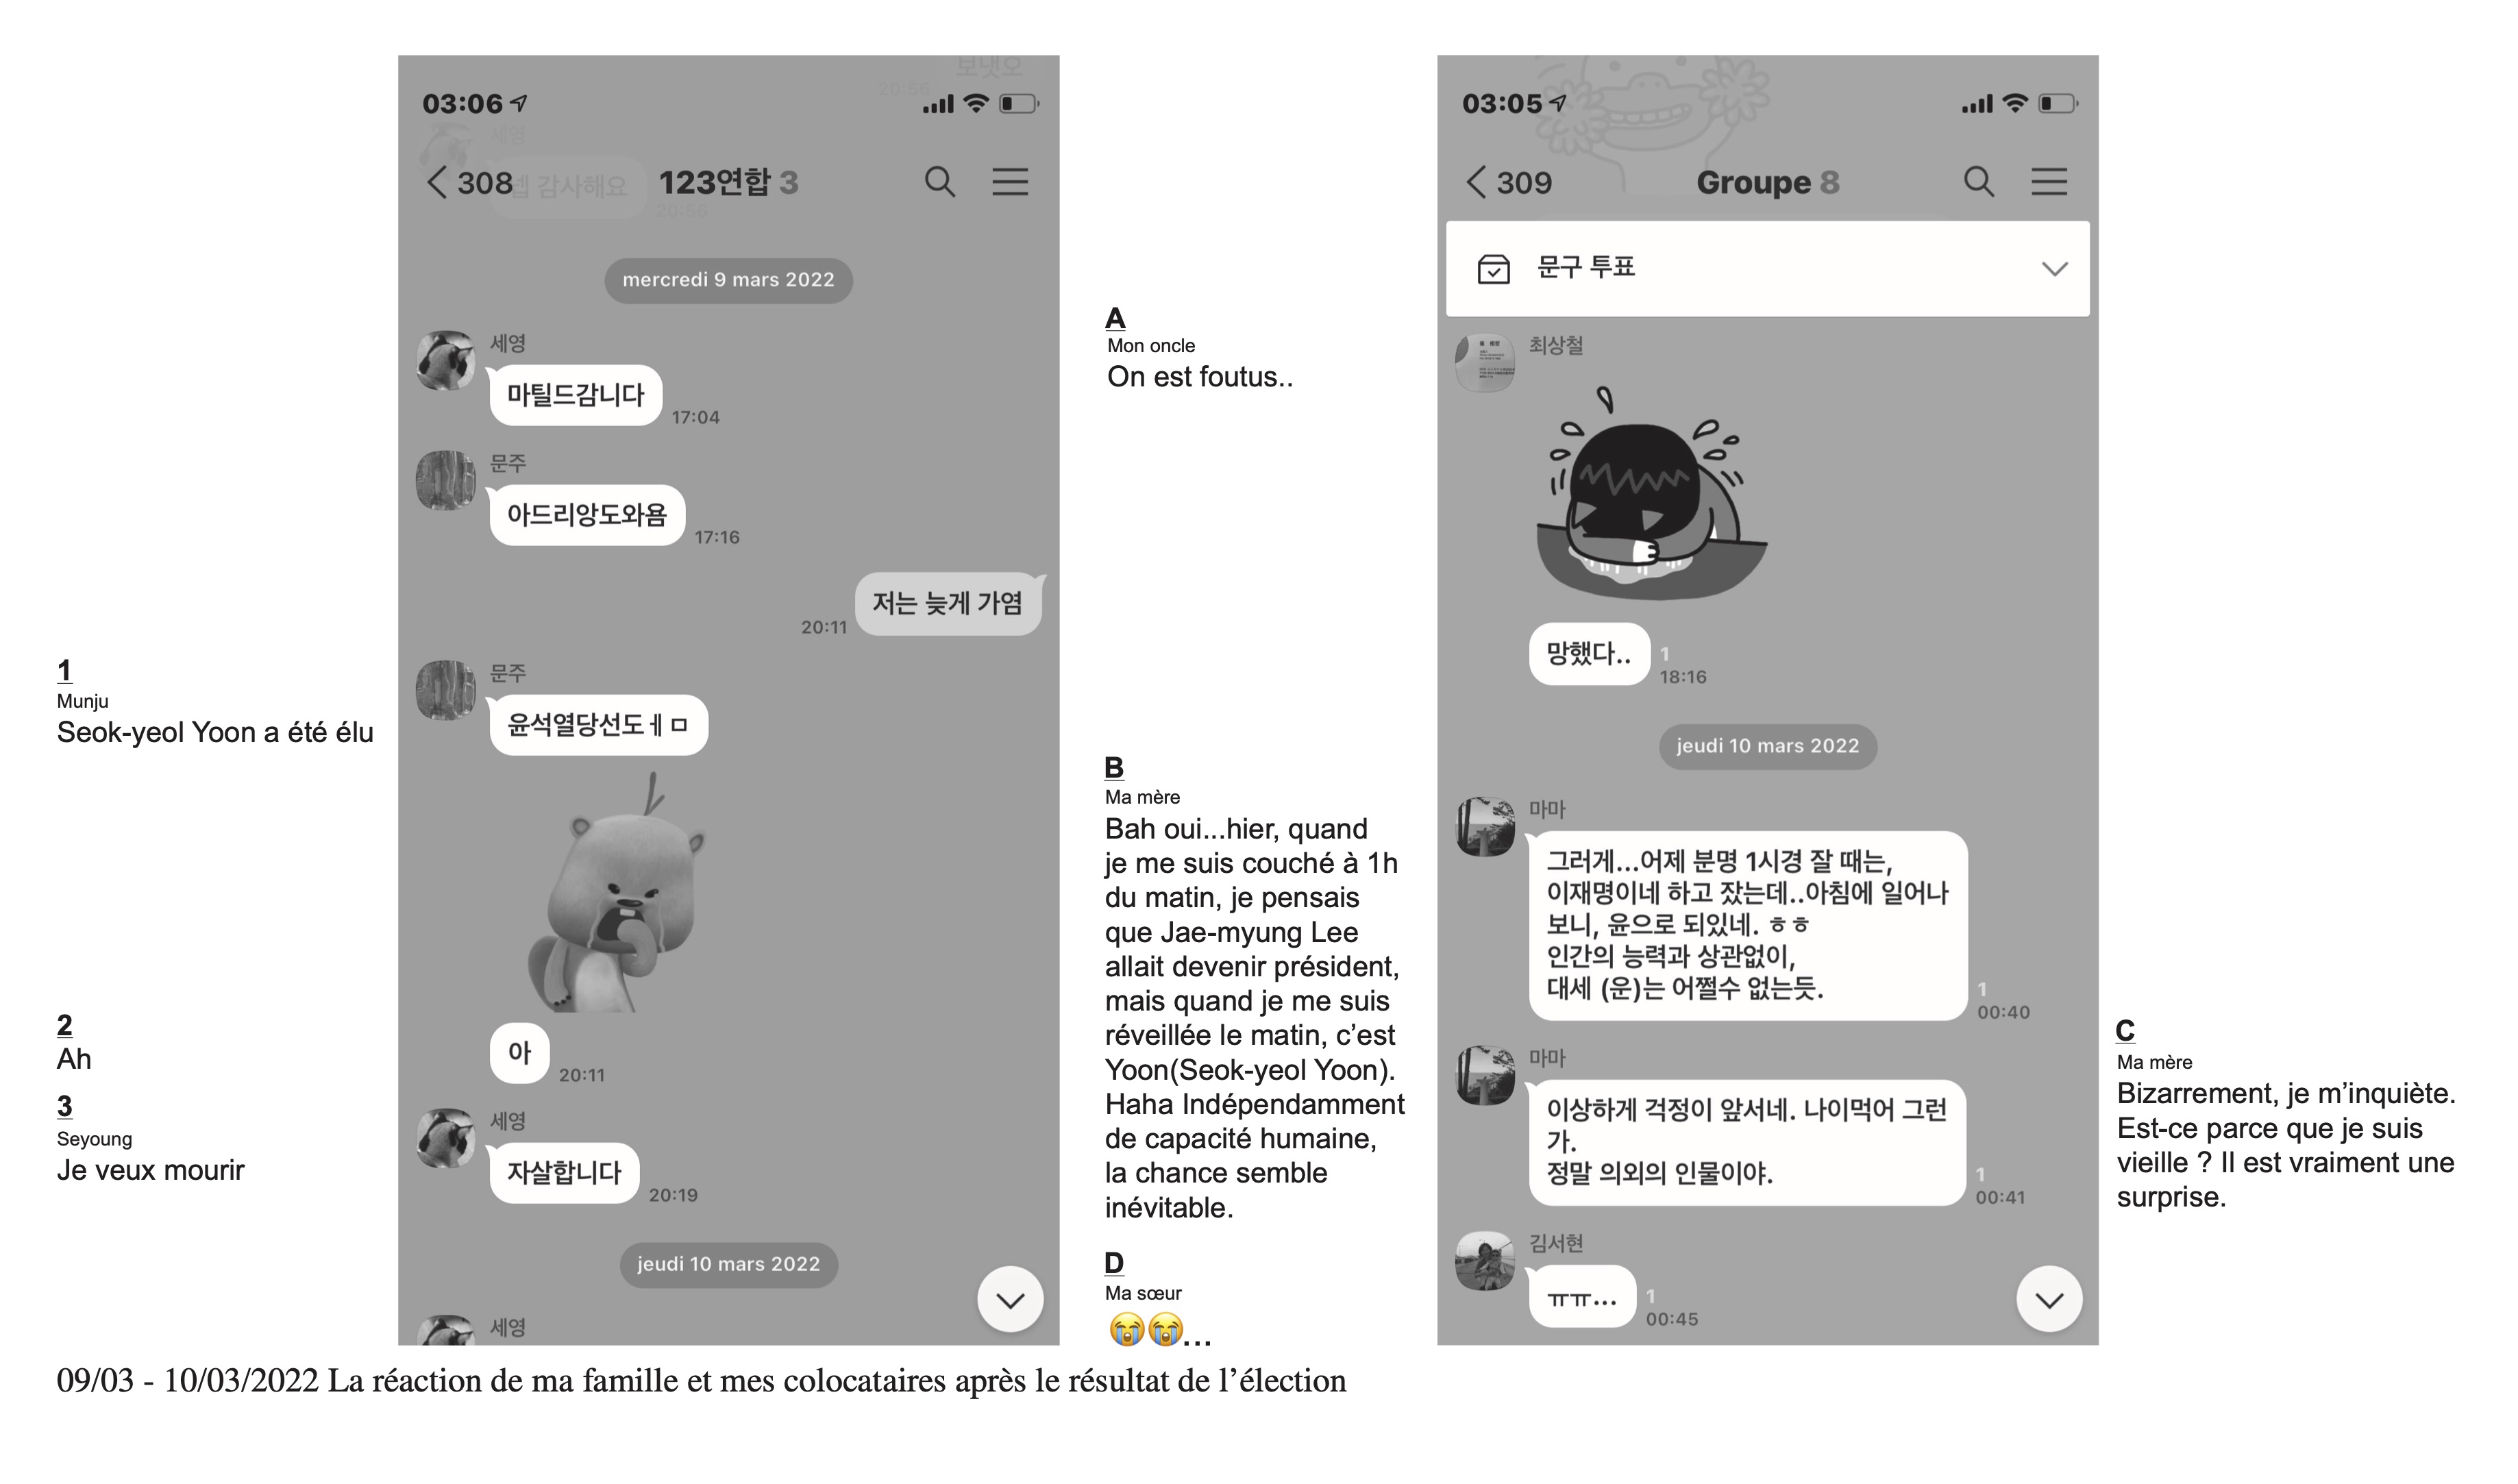 1
Munju
Seok-yeol Yoon a été élu
2
Ah
3
Seyoung
Je veux mourir
보냇오
20:56
03:06
세영
308
넵 감사해요
20:56
123연합 3
mercredi 9 mars 2022
세영
마틸드감니다
17:04
문주
아드리앙도와욤
17:16
저는 늦게 가염
20:11
문주
윤석열당선도ㅔㅁ
아
20:11
세영
자살합니다
20:19
jeudi 10 mars 2022
세영
A
Mon oncle
On est foutus..
B
Ma mère
Bah oui...hier, quand
je me suis couché à 1h
du matin, je pensais
que Jae-myung Lee
allait devenir président,
mais quand je me suis
réveillée le matin, c’est
Yoon(Seok-yeol Yoon).
Haha Indépendamment
de capacité humaine,
la chance semble
inévitable.
D
Ma sœur
😭😭...
03:05
309
Groupe 8
문구 투표
최상철
망했다..
1
18:16
jeudi 10 mars 2022
마마
그러게...어제 분명 1시경 잘 때는,
이재명이네 하고 잤는데..아침에 일어나
보니, 윤으로 되있네. ㅎㅎ
인간의 능력과 상관없이,
대세 (운)는 어쩔수 없는듯.
1
00:40
마마
이상하게 걱정이 앞서네. 나이먹어 그런
가.
정말 의외의 인물이야.
1
00:41
김서현
ㅠㅠ...
1
00:45
C
Ma mère
Bizarrement, je m’inquiète.
Est-ce parce que je suis
vieille ? Il est vraiment une
surprise.
09/03 - 10/03/2022 La réaction de ma famille et mes colocataires après le résultat de l’élection